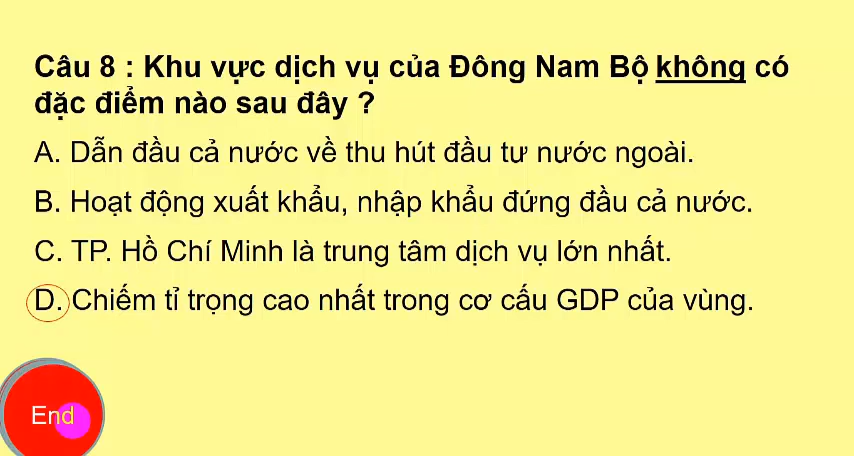 Câu 8 : Khu vực dịch vụ của Đông Nam Bộ không có
đặc điểm nào sau đây ?
A. Dẫn đầu cả nước về thu hút đầu tư nước ngoài.
B. Hoạt động xuất khẩu, nhập khẩu đứng đầu cả nước.
C. TP. Hồ Chí Minh là trung tâm dịch vụ lớn nhất.
D. Chiếm tỉ trọng cao nhất trong cơ cấu GDP của vùng.
End